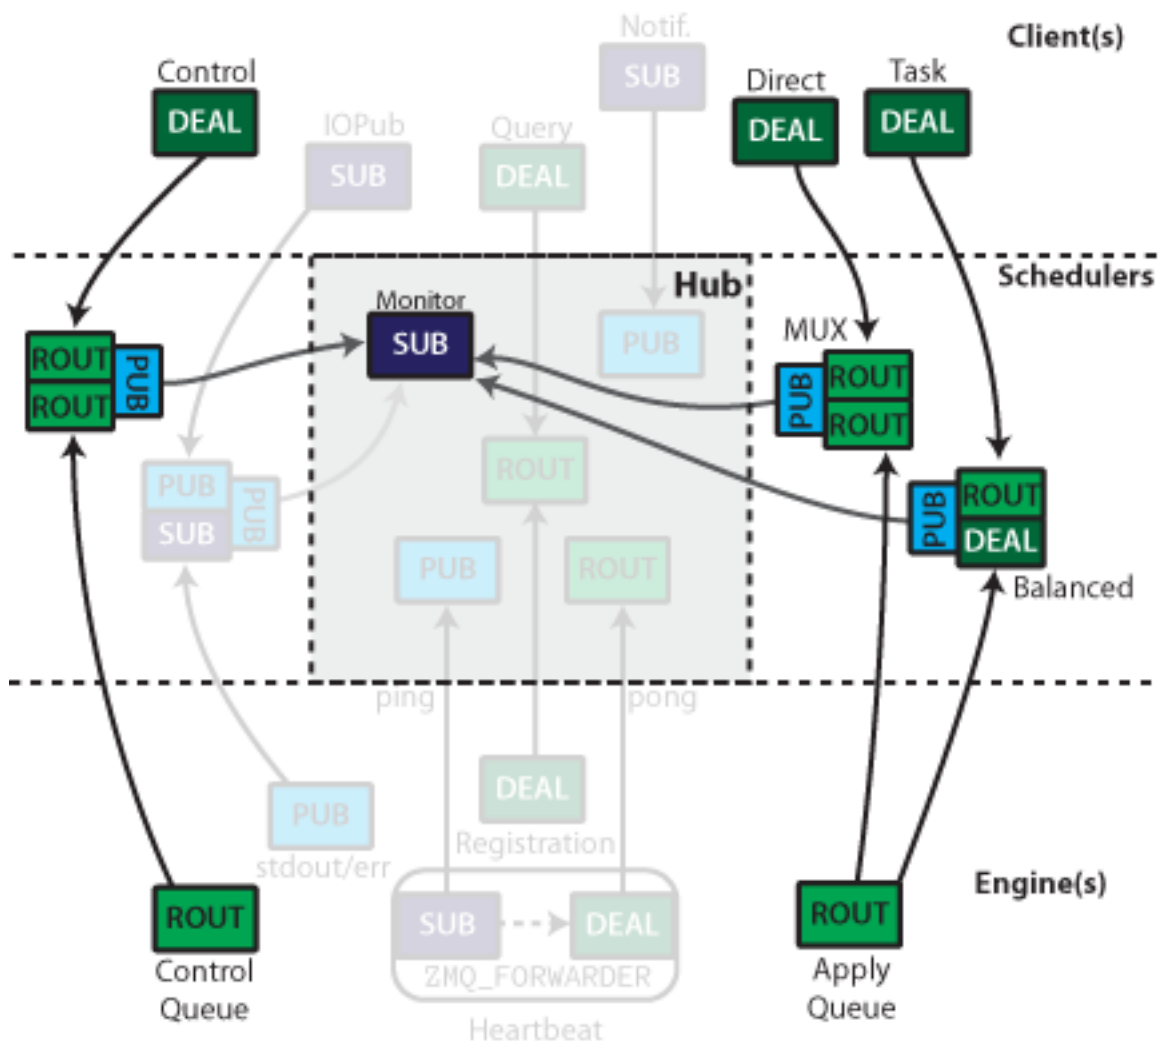 Client(s)
Control
DEAL
IOPub
SUB
Query
DEAL
Notif.
SUB
Direct
DEAL
Task
DEAL
Schedulers
Hub
Monitor
SUB
PUB
MUX
PUB
ROUT
ROUT
ROUT
ROUT
PUB
PUB
SUB
PUB
ROUT
PUB
ROUT
DEAL
Balanced
PUB
ROUT
ping
pong
DEAL
Registration
PUB
stdout/err
Engine(s)
ROUT
Control
Queue
SUB
DEAL
ZMQ_FORWARDER
Heartbeat
ROUT
Apply
Queue